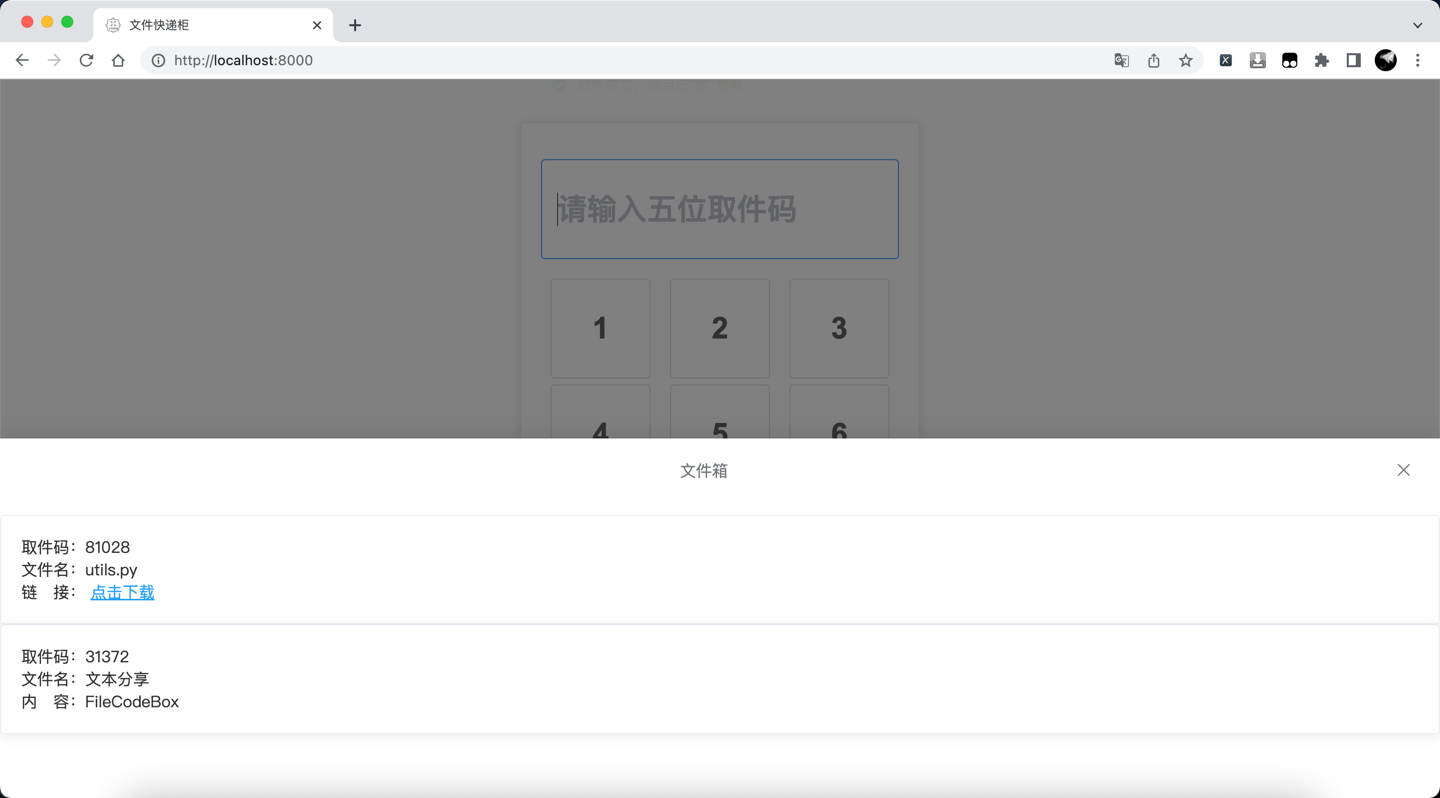 文件快递柜
http://localhost:8000
请输入五位取件码
1 2 3
4 5 6
文件箱
取件码：81028
文件名：utils.py
链 接： 点击下载
取件码：31372
文件名：文本分享
内 容：FileCodeBox